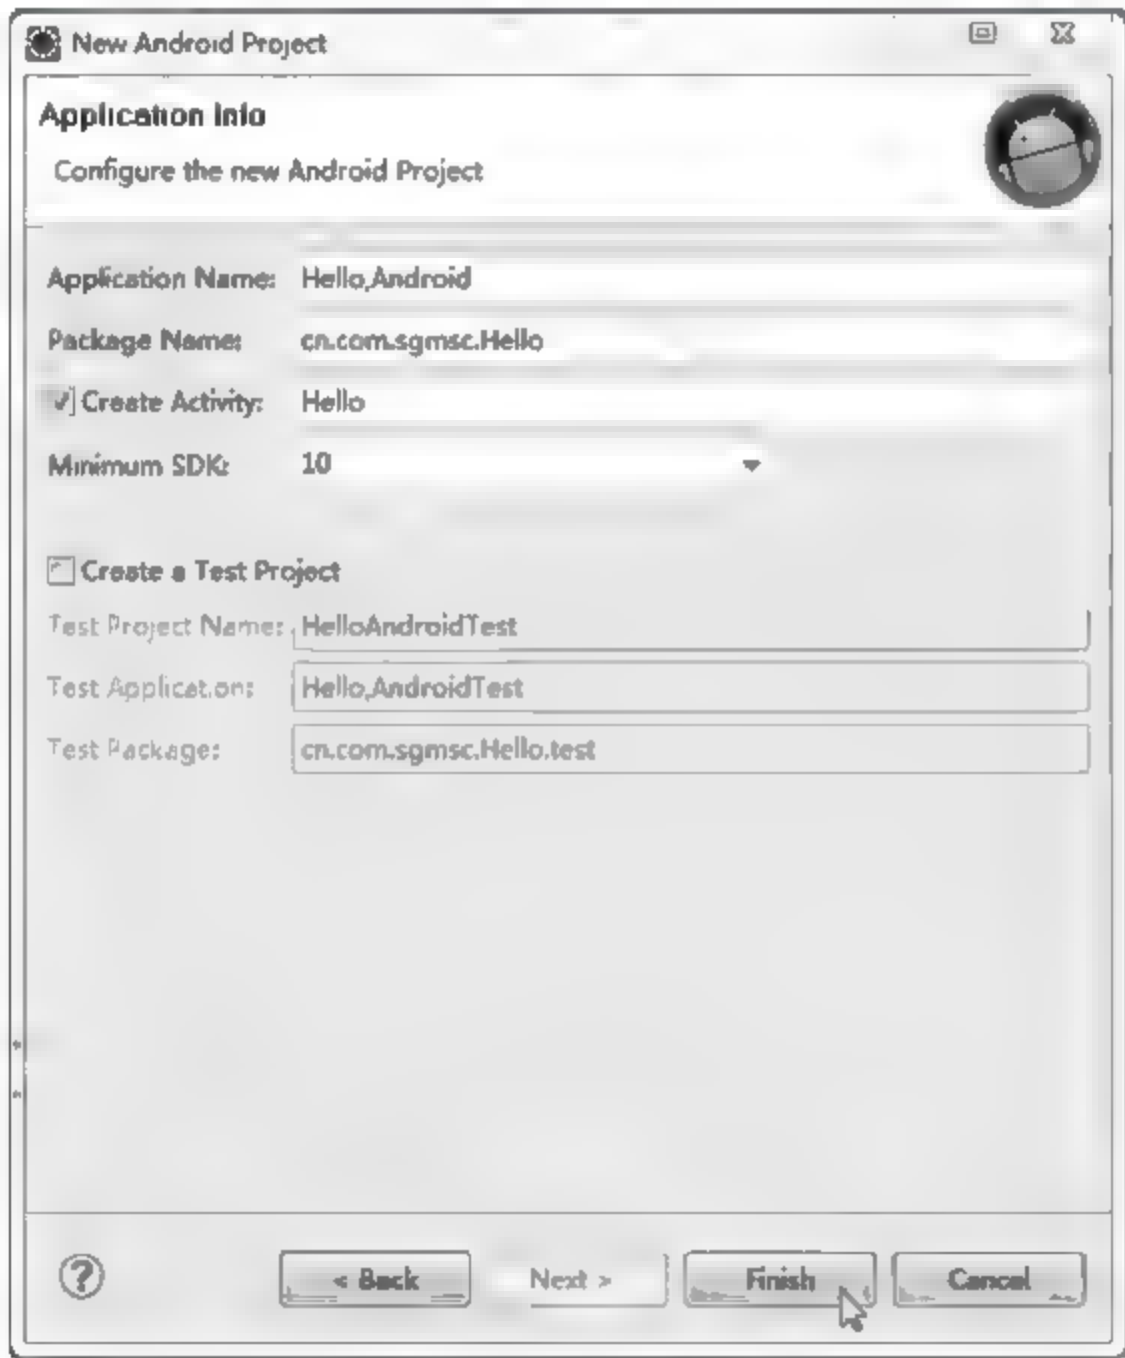 New Android Project
Application Info
Configure the new Android Project
Application Name: Hello,Android
Package Name: cn.com.sgmsc.Hello
Create Activity: Hello
Minimum SDK: 10
Create a Test Project
Test Project Name: HelloAndroidTest
Test Application: Hello,AndroidTest
Test Package: cn.com.sgmsc.Hello.test
?
< Back
Next >
Finish
Cancel